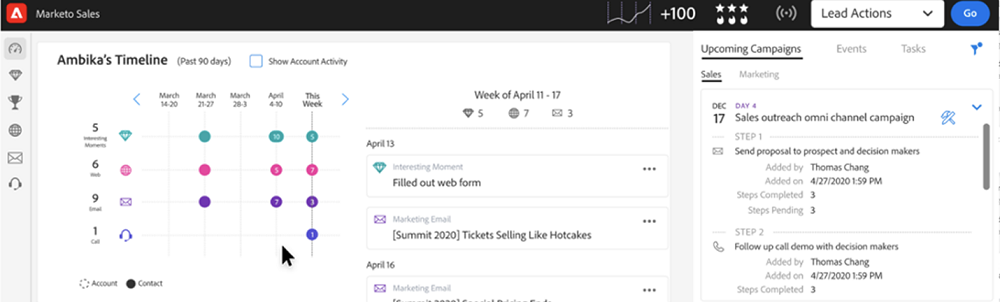 Marketo Sales
+100
Lead Actions
Go
Ambika's Timeline (Past 90 days) Show Account Activity
March 14-20
March 21-27
March 28-3
April 4-10
This Week
5 Interesting Moments
10
5
6 Web
5
7
9 Email
7
3
1 Call
1
Account Contact
Week of April 11 - 17
5 7 3
April 13
Interesting Moment
Filled out web form
Marketing Email
[Summit 2020] Tickets Selling Like Hotcakes
April 16
Marketing Email
Upcoming Campaigns Events Tasks
Sales Marketing
DEC 17
DAY 4
Sales outreach omni channel campaign
STEP 1
Send proposal to prospect and decision makers
Added by Thomas Chang
Added on 4/27/2020 1:59 PM
Steps Completed 3
Steps Pending 3
STEP 2
Follow up call demo with decision makers
Added by Thomas Chang
Added on 4/27/2020 1:59 PM
Steps Completed 3